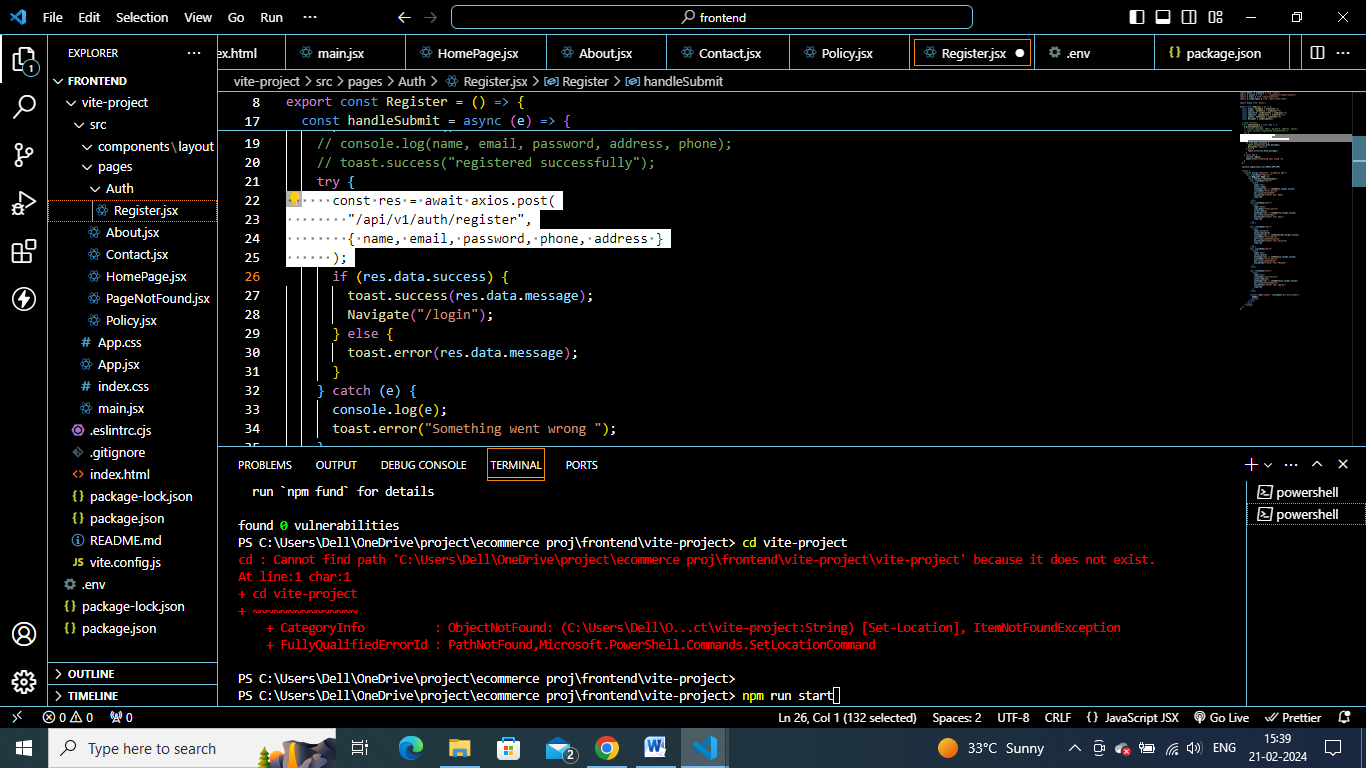 File Edit Selection View Go Run ··· frontend
EXPLORER ···
FRONTEND
vite-project
src
components\layout
pages
Auth
Register.jsx
About.jsx
Contact.jsx
HomePage.jsx
PageNotFound.jsx
Policy.jsx
App.css
App.jsx
index.css
main.jsx
.eslintrc.cjs
.gitignore
index.html
package-lock.json
package.json
README.md
vite.config.js
.env
package-lock.json
package.json
OUTLINE
TIMELINE
ex.html main.jsx HomePage.jsx About.jsx Contact.jsx Policy.jsx Register.jsx .env package.json ···
vite-project > src > pages > Auth > Register.jsx > Register > handleSubmit
8 export const Register = () => {
17 const handleSubmit = async (e) => {
19 // console.log(name, email, password, address, phone);
20 // toast.success("registered successfully");
21 try {
22 const res = await axios.post(
23 "/api/v1/auth/register",
24 { name, email, password, phone, address }
25 );
26 if (res.data.success) {
27 toast.success(res.data.message);
28 Navigate("/login");
29 } else {
30 toast.error(res.data.message);
31 }
32 } catch (e) {
33 console.log(e);
34 toast.error("Something went wrong ");
PROBLEMS OUTPUT DEBUG CONSOLE TERMINAL PORTS
powershell
powershell
run `npm fund` for details
found 0 vulnerabilities
PS C:\Users\Dell\OneDrive\project\ecommerce proj\frontend\vite-project> cd vite-project
cd : Cannot find path 'C:\Users\Dell\OneDrive\project\ecommerce proj\frontend\vite-project\vite-project' because it does not exist.
At line:1 char:1
+ cd vite-project
+ ~~~~~~~~~~~~~~~
+ CategoryInfo : ObjectNotFound: (C:\Users\Dell\O...ct\vite-project:String) [Set-Location], ItemNotFoundException
+ FullyQualifiedErrorId : PathNotFound,Microsoft.PowerShell.Commands.SetLocationCommand
PS C:\Users\Dell\OneDrive\project\ecommerce proj\frontend\vite-project>
PS C:\Users\Dell\OneDrive\project\ecommerce proj\frontend\vite-project> npm run start
0 0 0 Ln 26, Col 1 (132 selected) Spaces: 2 UTF-8 CRLF {} JavaScript JSX Go Live Prettier
Type here to search 2 33°C Sunny ENG 15:39
21-02-2024